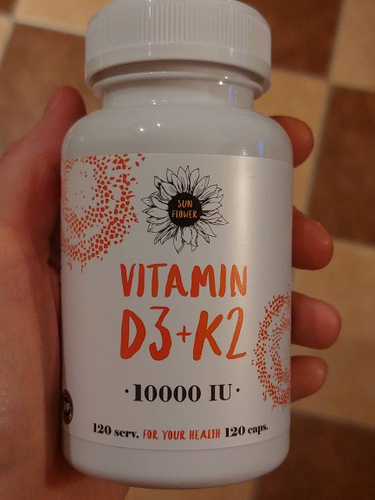 SUN
FLOWER
VITAMIN
D3+K2
·10000 IU·
120 serv. FOR YOUR HEALTH 120 caps.